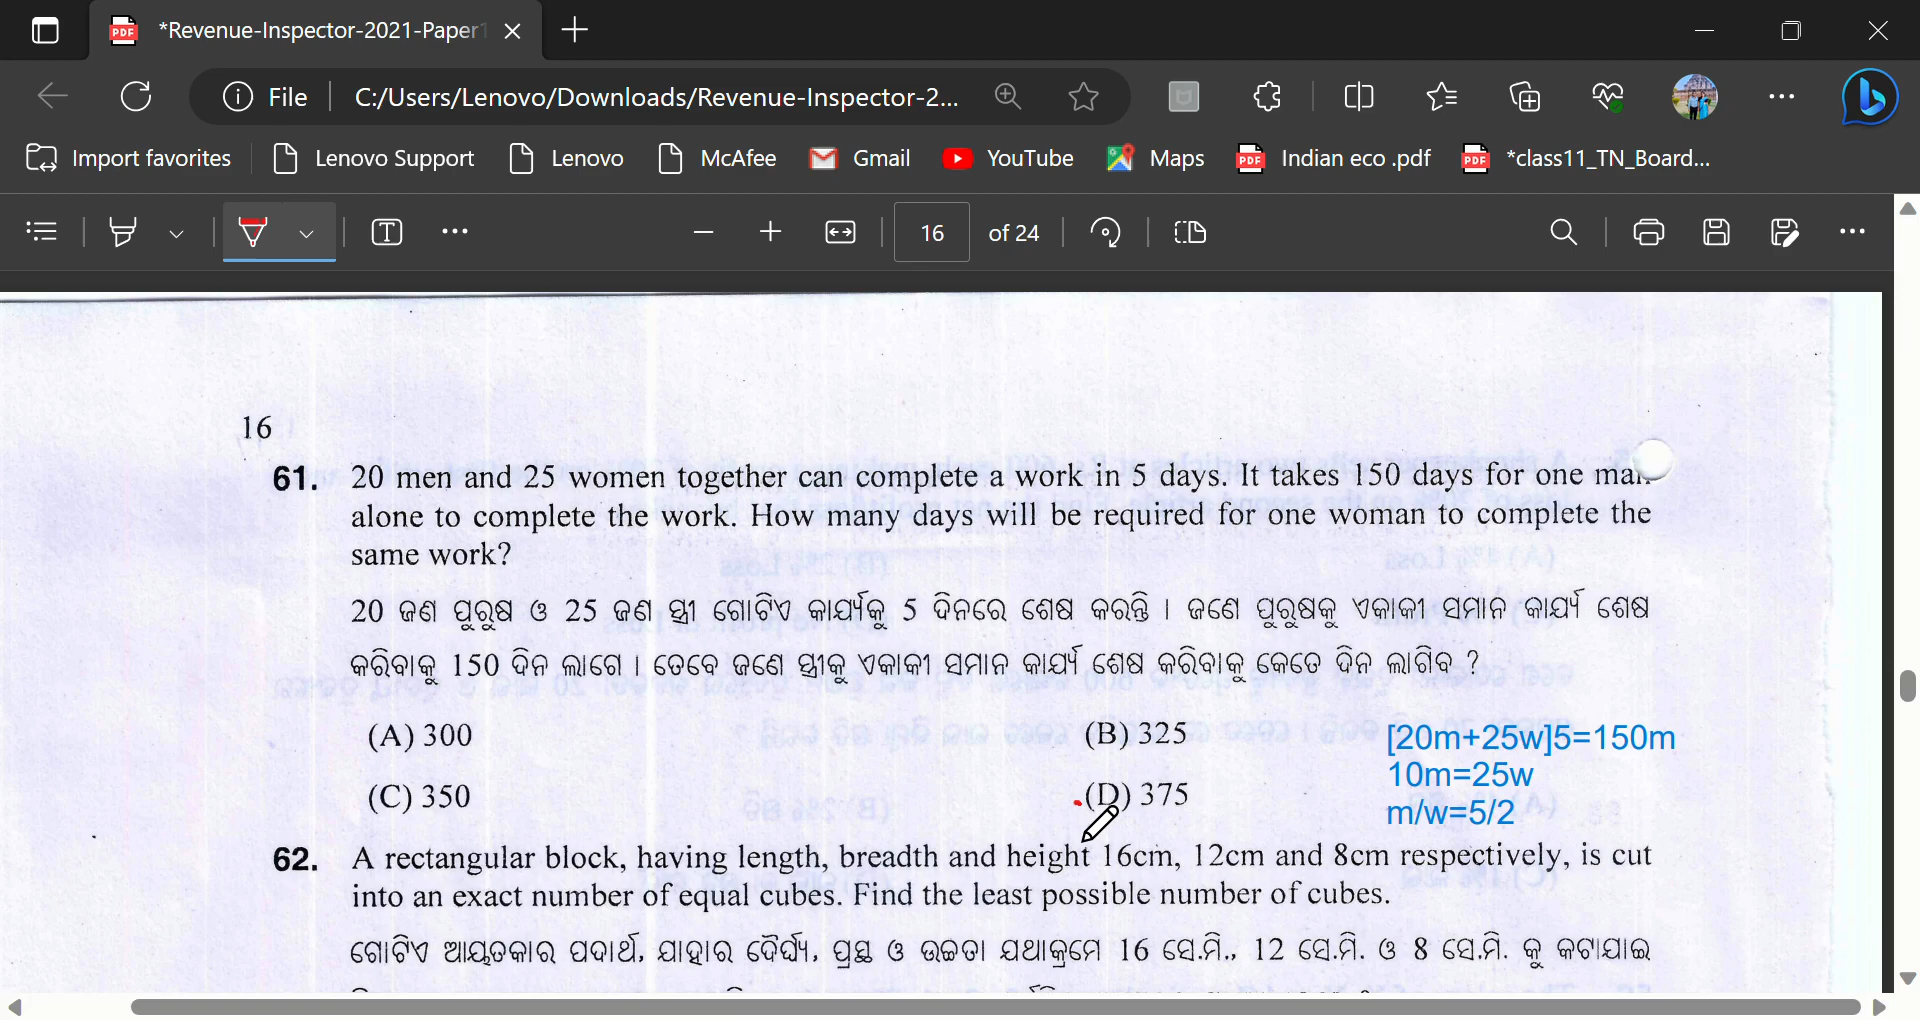 *Revenue-Inspector-2021-Paper1
File C:/Users/Lenovo/Downloads/Revenue-Inspector-2...
Import favorites Lenovo Support Lenovo McAfee Gmail YouTube Maps Indian eco .pdf *class11_TN_Board...
16 of 24
16
61. 20 men and 25 women together can complete a work in 5 days. It takes 150 days for one man
alone to complete the work. How many days will be required for one woman to complete the
same work?
20 ଜଣ ପୁରୁଷ ଓ 25 ଜଣ ସ୍ତ୍ରୀ ଗୋଟିଏ କାର୍ଯ୍ୟକୁ 5 ଦିନରେ ଶେଷ କରନ୍ତି । ଜଣେ ପୁରୁଷକୁ ଏକାକୀ ସମାନ କାର୍ଯ୍ୟ ଶେଷ
କରିବାକୁ 150 ଦିନ ଲାଗେ । ତେବେ ଜଣେ ସ୍ତ୍ରୀକୁ ଏକାକୀ ସମାନ କାର୍ଯ୍ୟ ଶେଷ କରିବାକୁ କେତେ ଦିନ ଲାଗିବ ?
(A) 300 (B) 325
[20m+25w]5=150m
10m=25w
(C) 350 (D) 375
m/w=5/2
62. A rectangular block, having length, breadth and height 16cm, 12cm and 8cm respectively, is cut
into an exact number of equal cubes. Find the least possible number of cubes.
ଗୋଟିଏ ଆୟତକାର ପଦାର୍ଥ, ଯାହାର ଦୈର୍ଘ୍ୟ, ପ୍ରସ୍ଥ ଓ ଉଚ୍ଚତା ଯଥାକ୍ରମେ 16 ସେ.ମି., 12 ସେ.ମି. ଓ 8 ସେ.ମି. କୁ କଟାଯାଇ